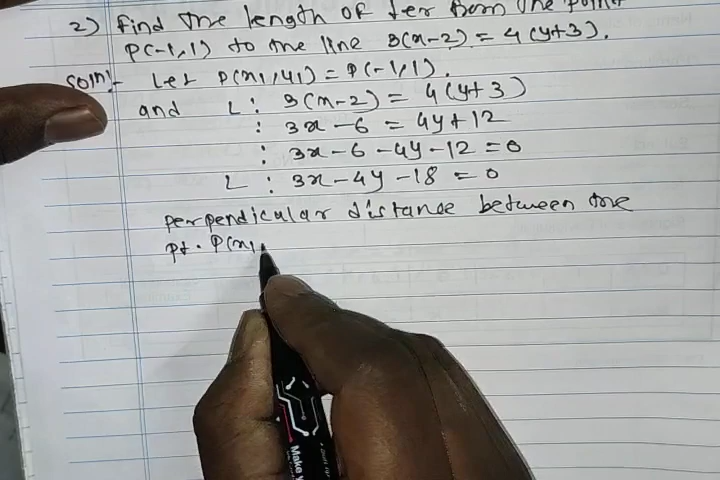 2) find the length of ter from the point
P(-1,1) to the line 3(x-2) = 4(y+3).
Soln:- Let P(x1,y1) = P(-1,1).
and L : 3(x-2) = 4(y+3)
: 3x-6 = 4y+12
: 3x-6-4y-12 = 0
L : 3x-4y-18 = 0
perpendicular distance between the
pt. P(x1,
Make